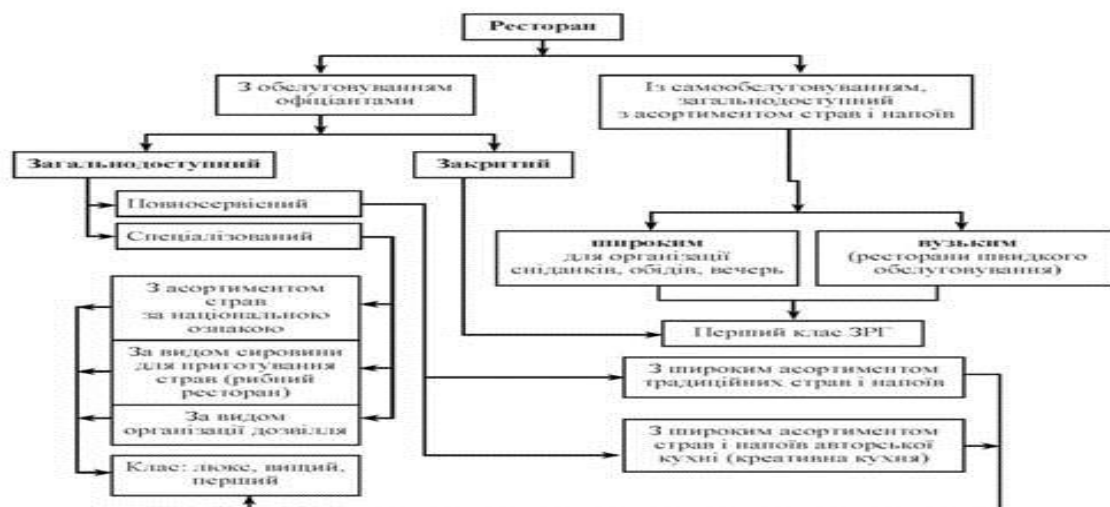 Ресторан
З обслуговуванням
офіціантами
Із самообслуговуванням,
загальнодоступний
з асортиментом страв і напоїв
Загальнодоступний
Закритий
Повносервісний
Спеціалізований
широким
для організації
сніданків, обідів, вечерь
вузьким
(ресторани швидкого
обслуговування)
З асортиментом
страв
за національною
ознакою
Перший клас ЗРГ
За видом сировини
для приготування
страв (рибний
ресторан)
З широким асортиментом
традиційних страв і напоїв
За видом
організації дозвілля
З широким асортиментом
страв і напоїв авторської
кухні (креативна кухня)
Клас: люкс, вищий,
перший